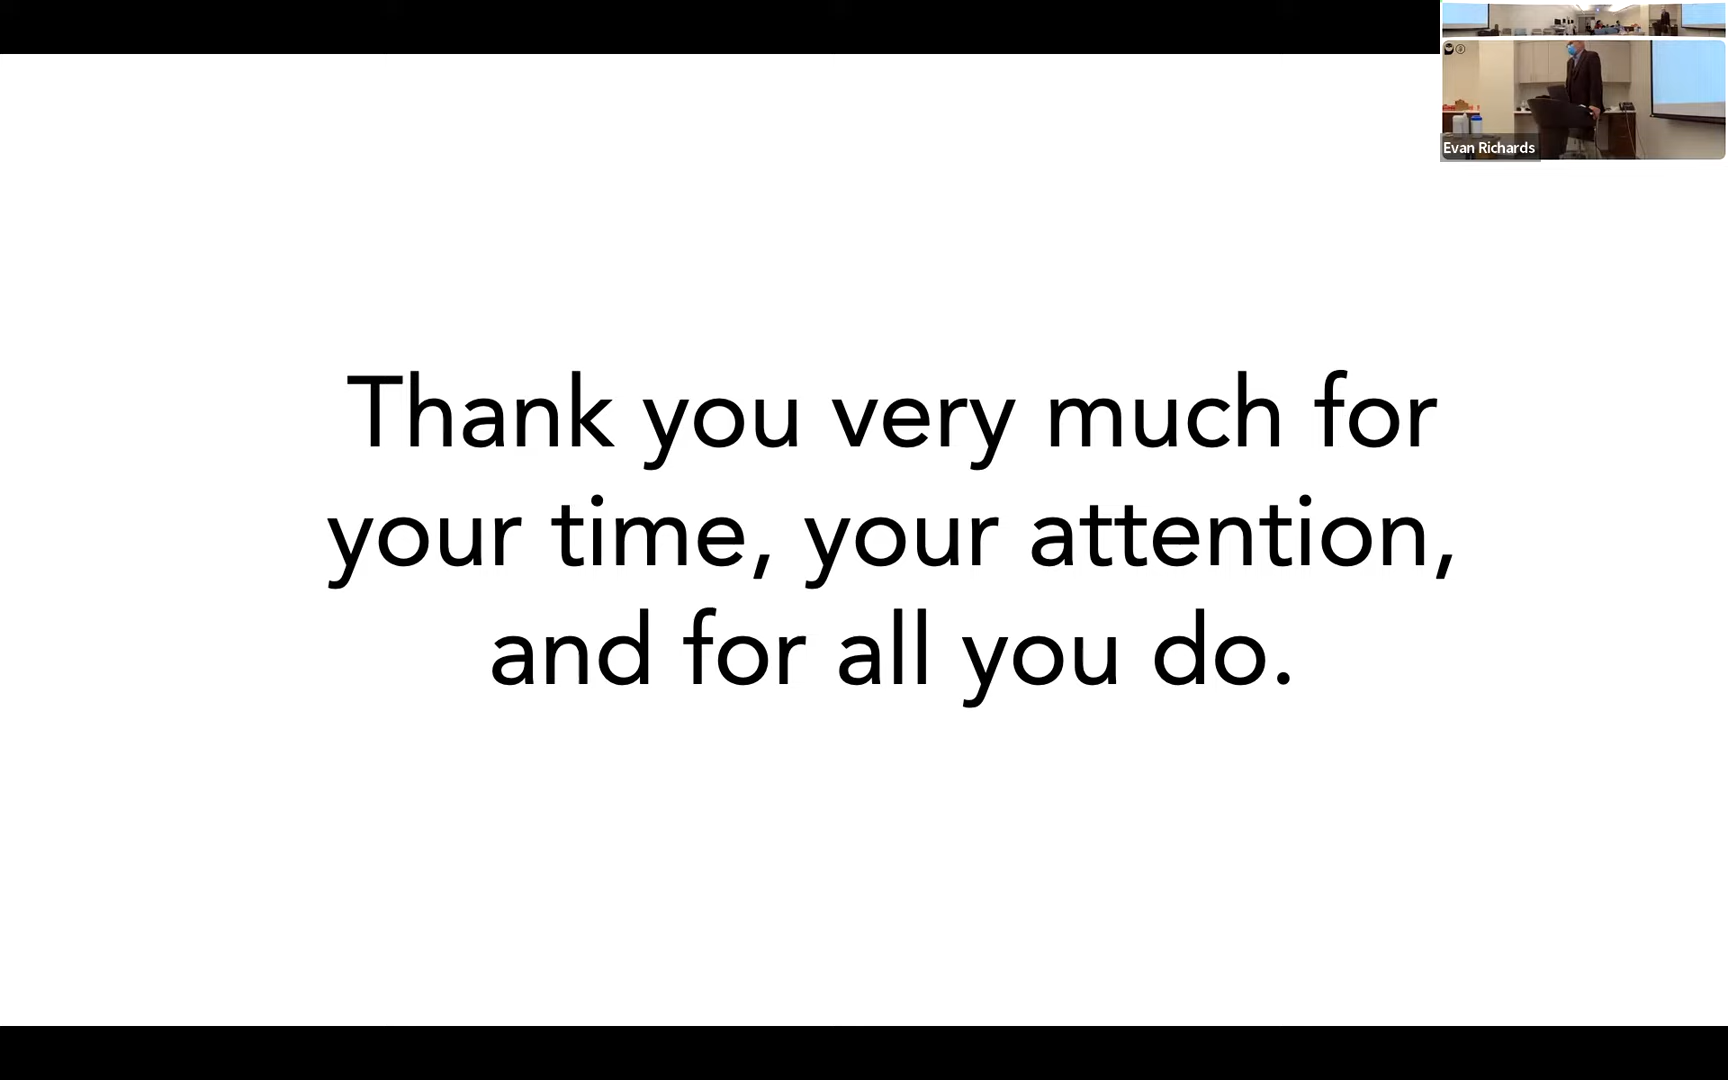 Evan Richards
Thank you very much for
your time, your attention,
and for all you do.